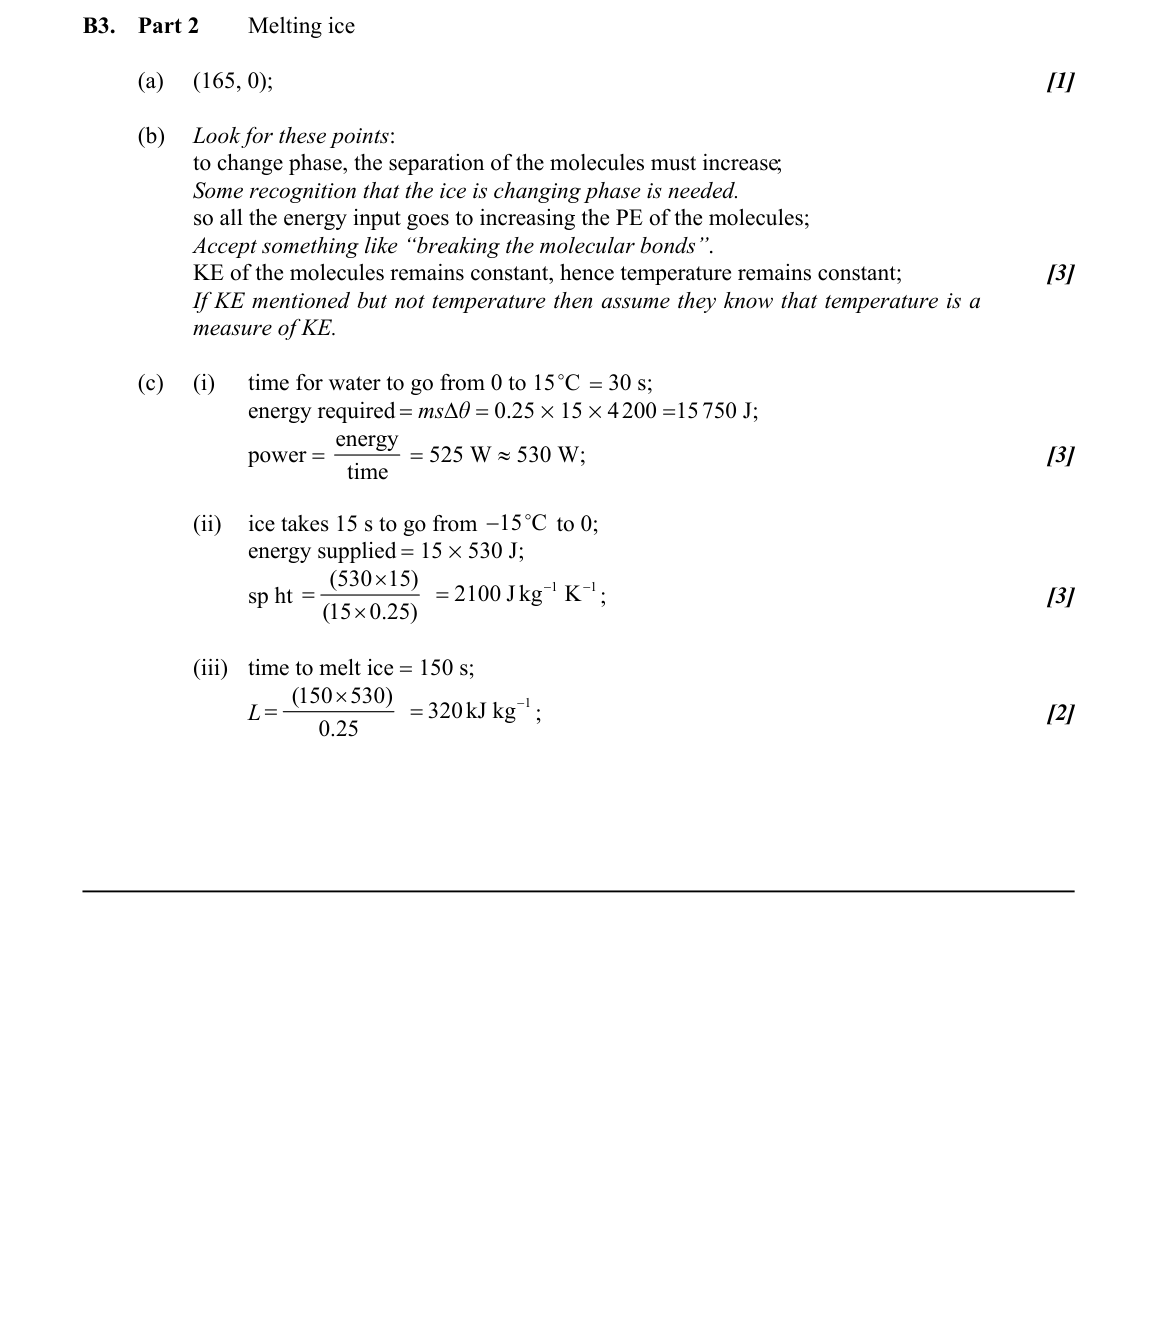 B3. Part 2 Melting ice
(a) (165, 0); [1]
(b) Look for these points:
to change phase, the separation of the molecules must increase;
Some recognition that the ice is changing phase is needed.
so all the energy input goes to increasing the PE of the molecules;
Accept something like “breaking the molecular bonds”.
KE of the molecules remains constant, hence temperature remains constant; [3]
If KE mentioned but not temperature then assume they know that temperature is a
measure of KE.
(c) (i) time for water to go from 0 to 15°C = 30 s;
energy required = msΔθ = 0.25 × 15 × 4200 =15750 J;
power = energy/time = 525 W ≈ 530 W; [3]
(ii) ice takes 15 s to go from −15°C to 0;
energy supplied = 15 × 530 J;
sp ht = (530×15)/(15×0.25) = 2100 J kg⁻¹ K⁻¹; [3]
(iii) time to melt ice = 150 s;
L = (150×530)/0.25 = 320 kJ kg⁻¹; [2]